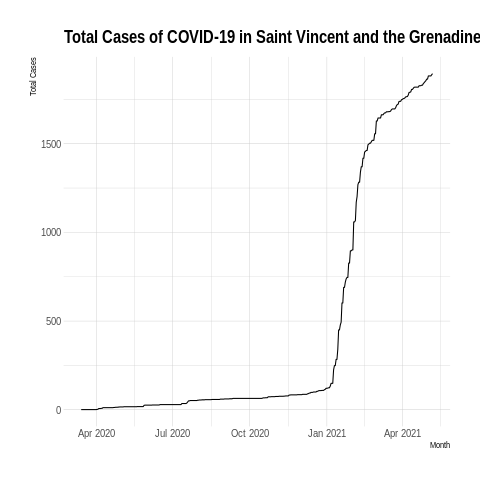 Total Cases of COVID-19 in Saint Vincent and the Grenadine
Total Cases
1500
1000
500
0
Apr 2020 Jul 2020 Oct 2020 Jan 2021 Apr 2021
Month